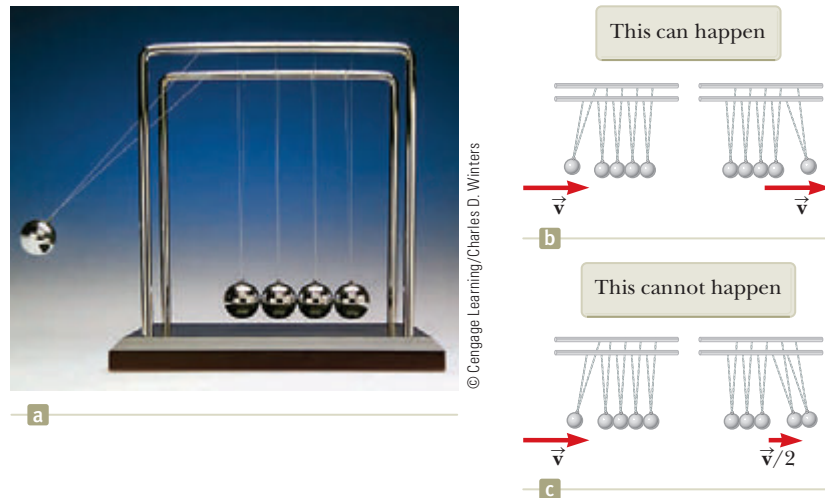 © Cengage Learning/Charles D. Winters
a
This can happen
v
v
b
This cannot happen
v
v/2
c